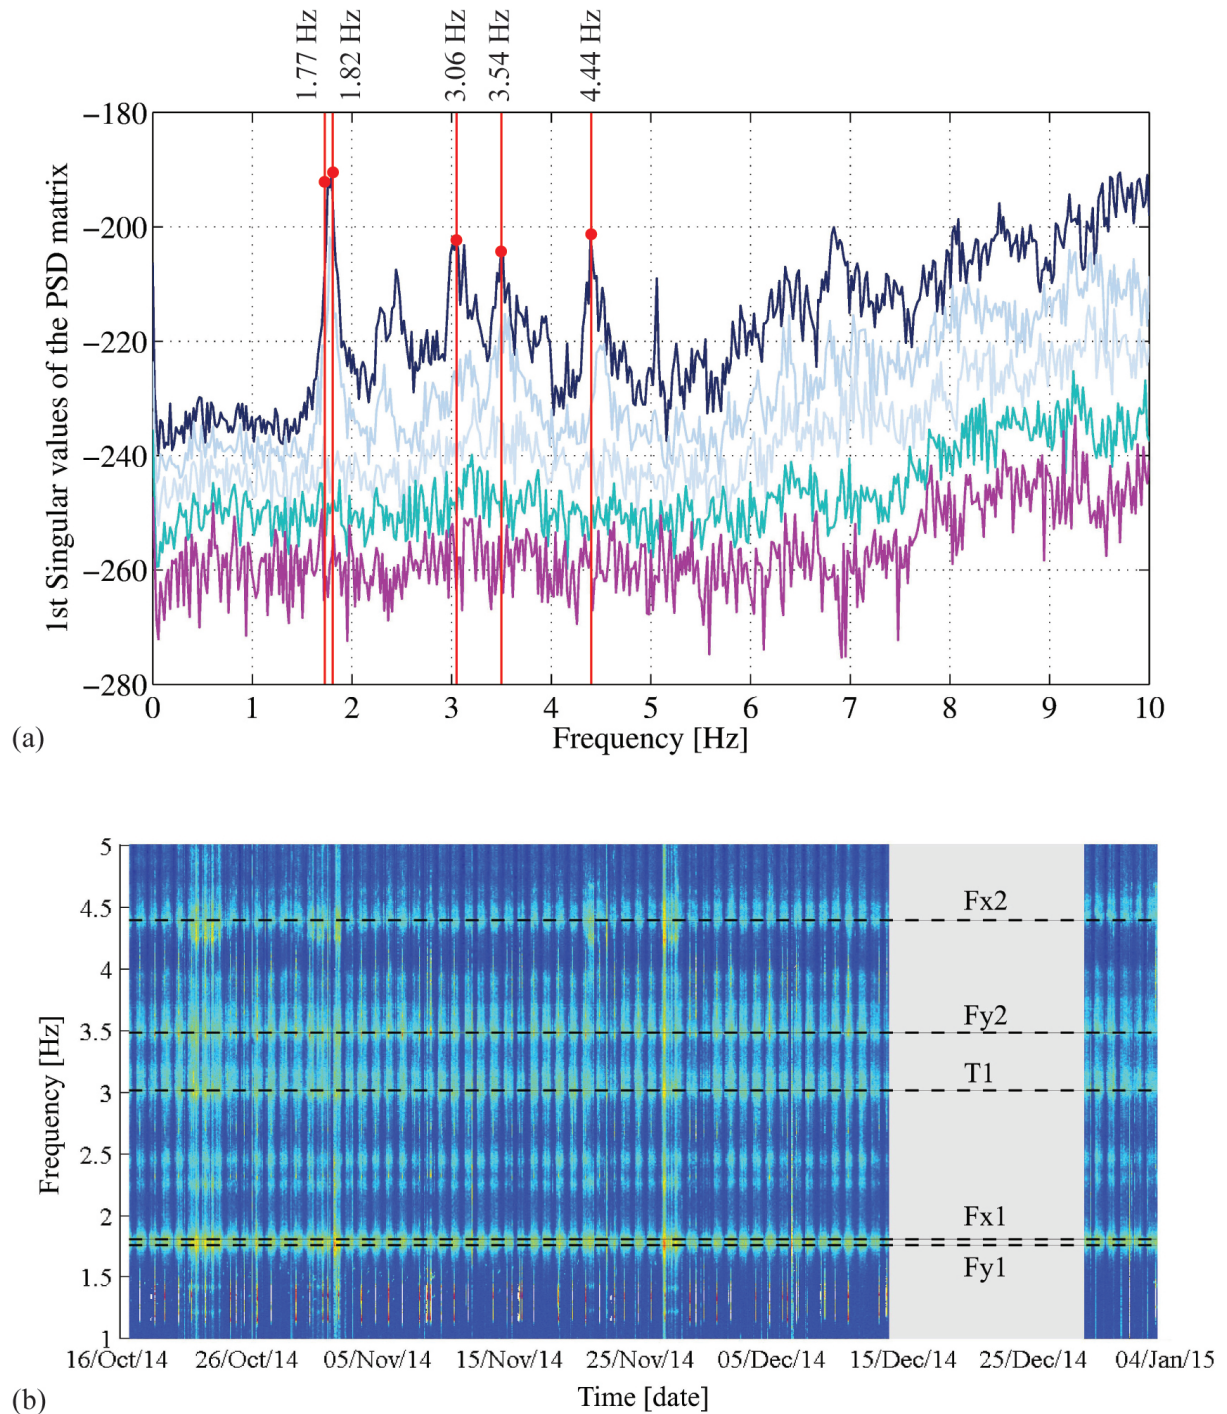 1.77 Hz
1.82 Hz
3.06 Hz
3.54 Hz
4.44 Hz
1st Singular values of the PSD matrix
−180
−200
−220
−240
−260
−280
0 1 2 3 4 5 6 7 8 9 10
Frequency [Hz]
(a)
Frequency [Hz]
5
4.5
4
3.5
3
2.5
2
1.5
1
Fx2
Fy2
T1
Fx1
Fy1
16/Oct/14 26/Oct/14 05/Nov/14 15/Nov/14 25/Nov/14 05/Dec/14 15/Dec/14 25/Dec/14 04/Jan/15
Time [date]
(b)